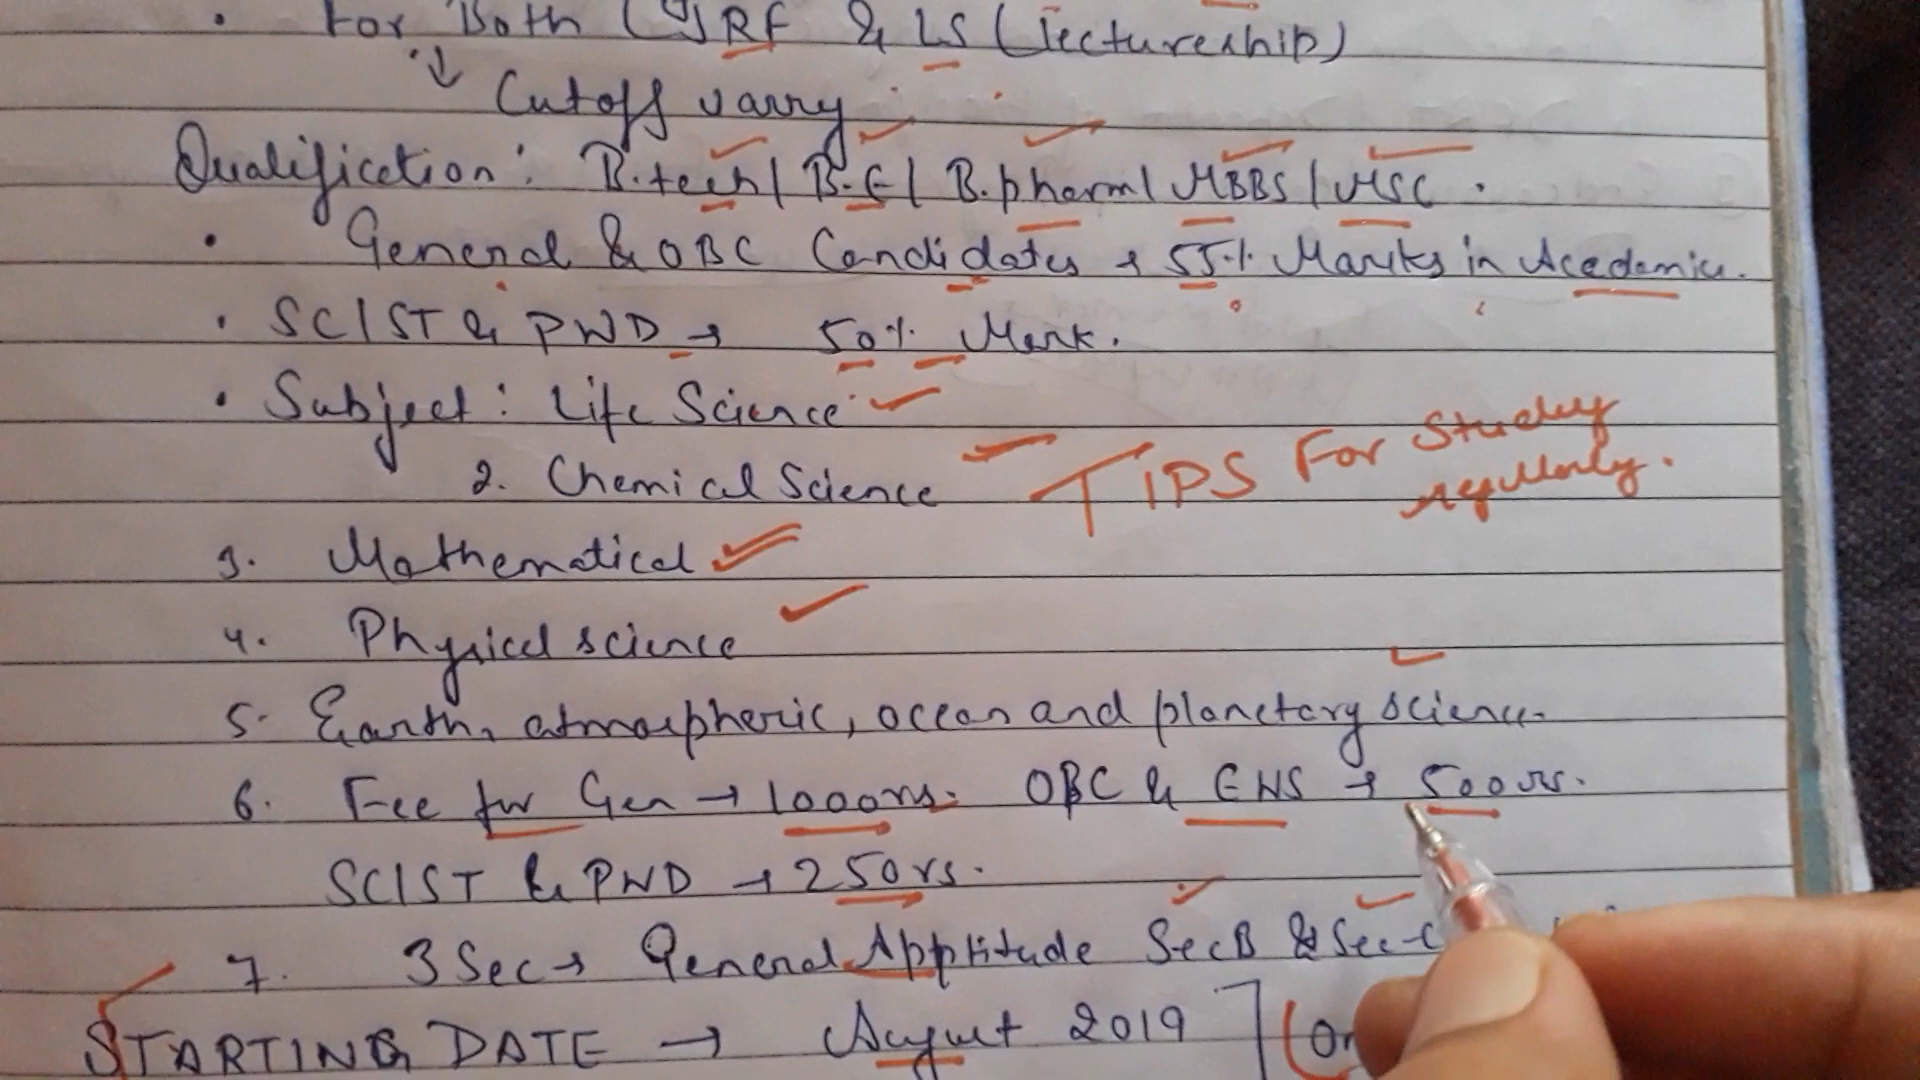 • For Both (JRF & LS (lectureship)
↓ Cutoff varry
Qualification: B.tech/ B.E/ B.pharm/ MBBS/ MSC.
• General & OBC Candidates → 55% Marks in Academic.
• SC/ST & PWD → 50% Mark.
• Subject: Life Science
2. Chemical Science
TIPS For Study
regularly.
3. Mathematical
4. Physical science
5. Earth, atmospheric, ocean and planetary science.
6. Fee for Gen → 1000rs. OBC & EWS → 500rs.
SC/ST & PWD → 250rs.
7. 3 Sec → General Apptitude Sec B & Sec-C
STARTING DATE → August 2019